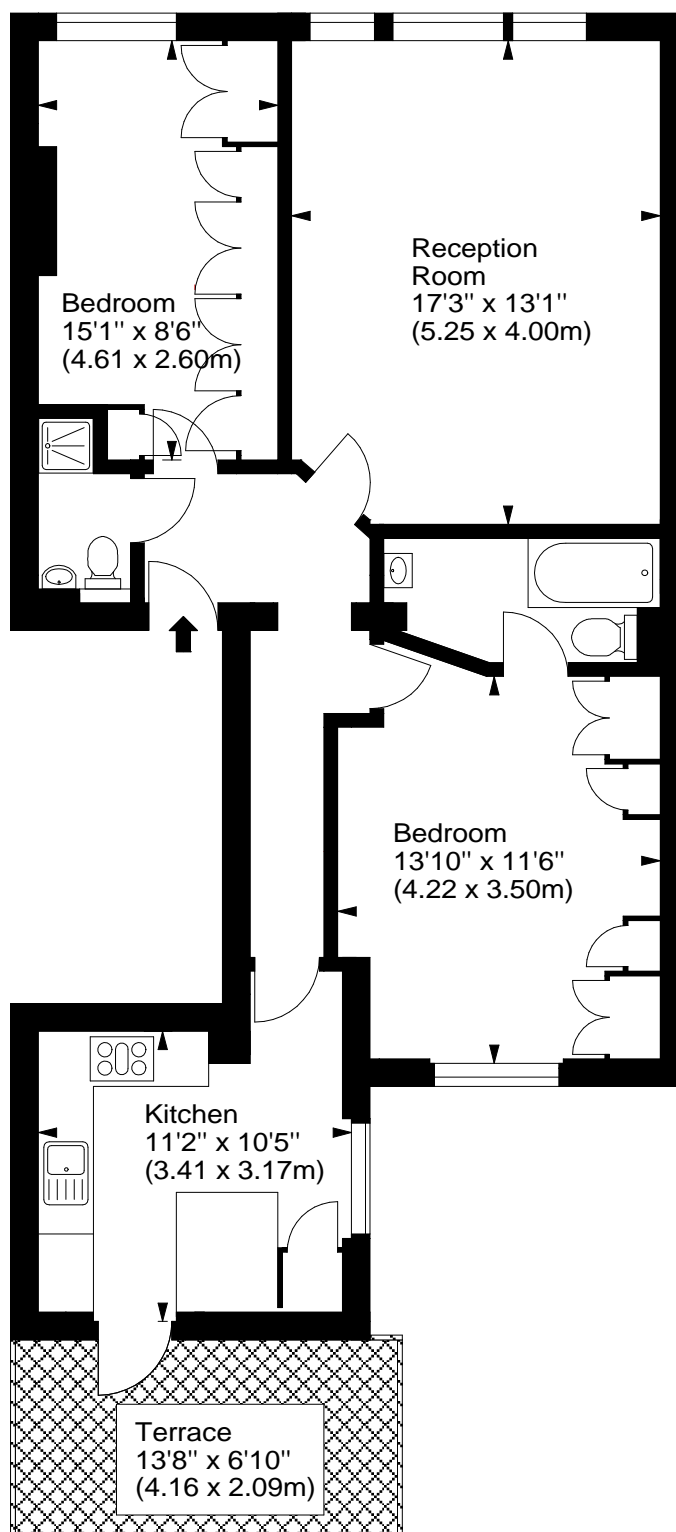 Reception
Room
17'3" x 13'1"
(5.25 x 4.00m)
Bedroom
15'1" x 8'6"
(4.61 x 2.60m)
Bedroom
13'10" x 11'6"
(4.22 x 3.50m)
Kitchen
11'2" x 10'5"
(3.41 x 3.17m)
Terrace
13'8" x 6'10"
(4.16 x 2.09m)